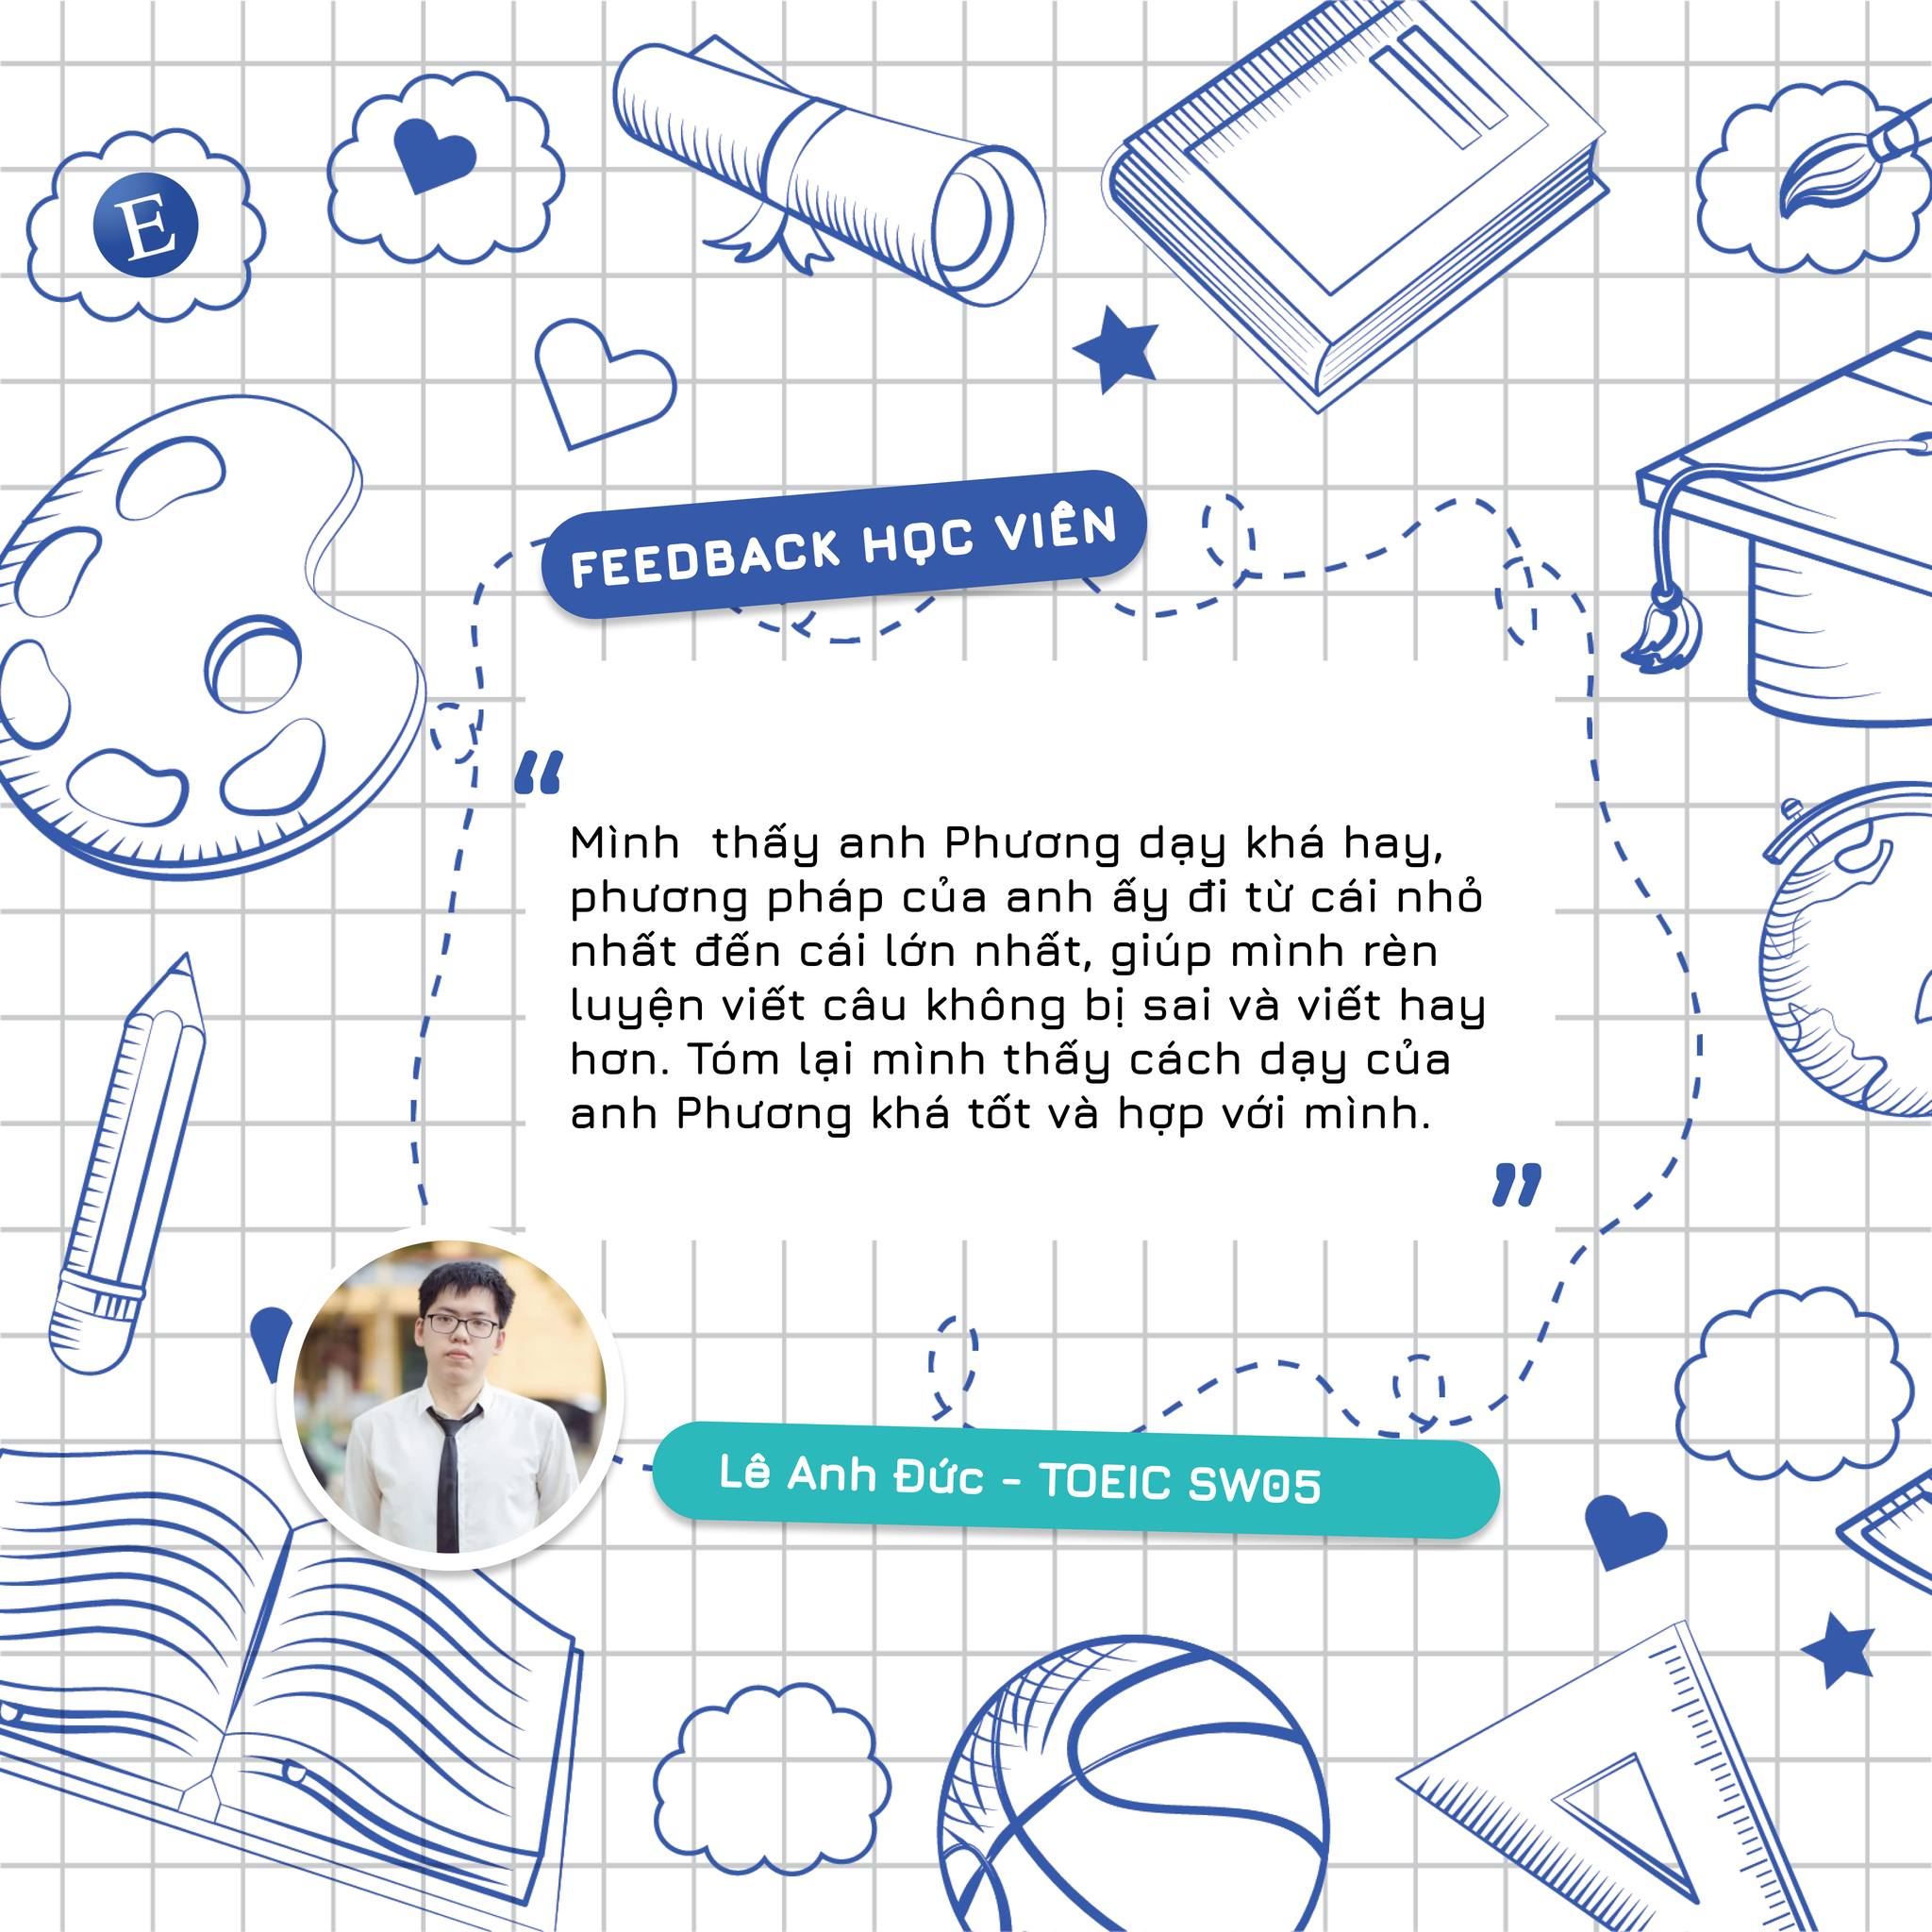 E
FEEDBACK HỌC VIÊN
“
Mình  thấy anh Phương dạy khá hay,
phương pháp của anh ấy đi từ cái nhỏ
nhất đến cái lớn nhất, giúp mình rèn
luyện viết câu không bị sai và viết hay
hơn. Tóm lại mình thấy cách dạy của
anh Phương khá tốt và hợp với mình.
”
Lê Anh Đức - TOEIC SW05